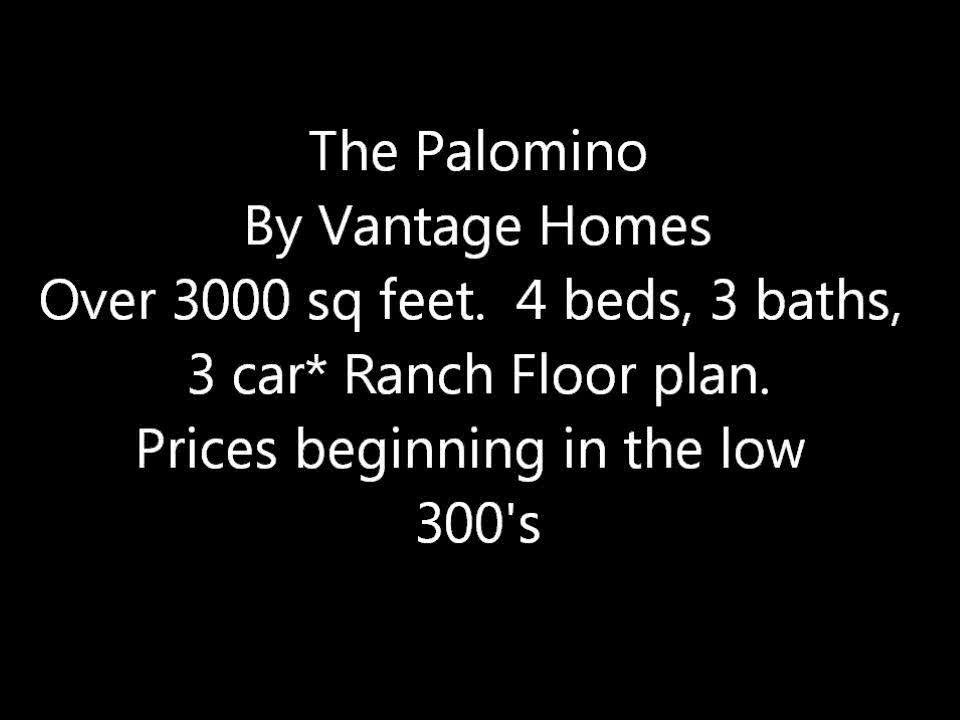 The Palomino
By Vantage Homes
Over 3000 sq feet.  4 beds, 3 baths,
3 car* Ranch Floor plan.
Prices beginning in the low
300's